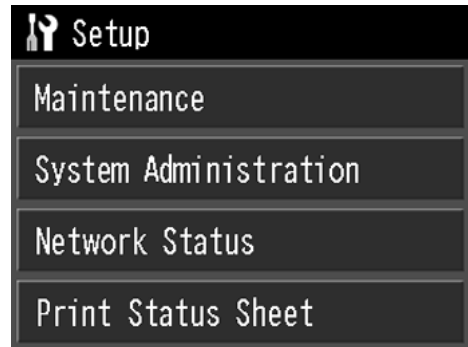 Setup
Maintenance
System Administration
Network Status
Print Status Sheet